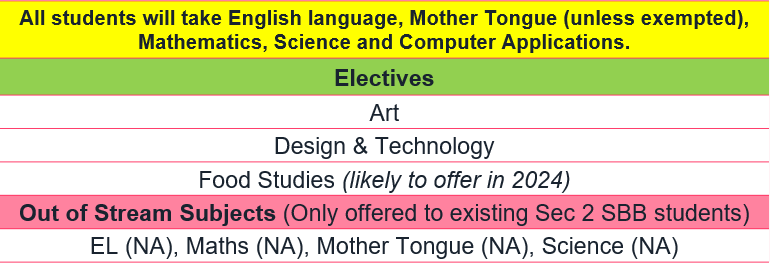 All students will take English language, Mother Tongue (unless exempted),
Mathematics, Science and Computer Applications.
Electives
Art
Design & Technology
Food Studies (likely to offer in 2024)
Out of Stream Subjects (Only offered to existing Sec 2 SBB students)
EL (NA), Maths (NA), Mother Tongue (NA), Science (NA)